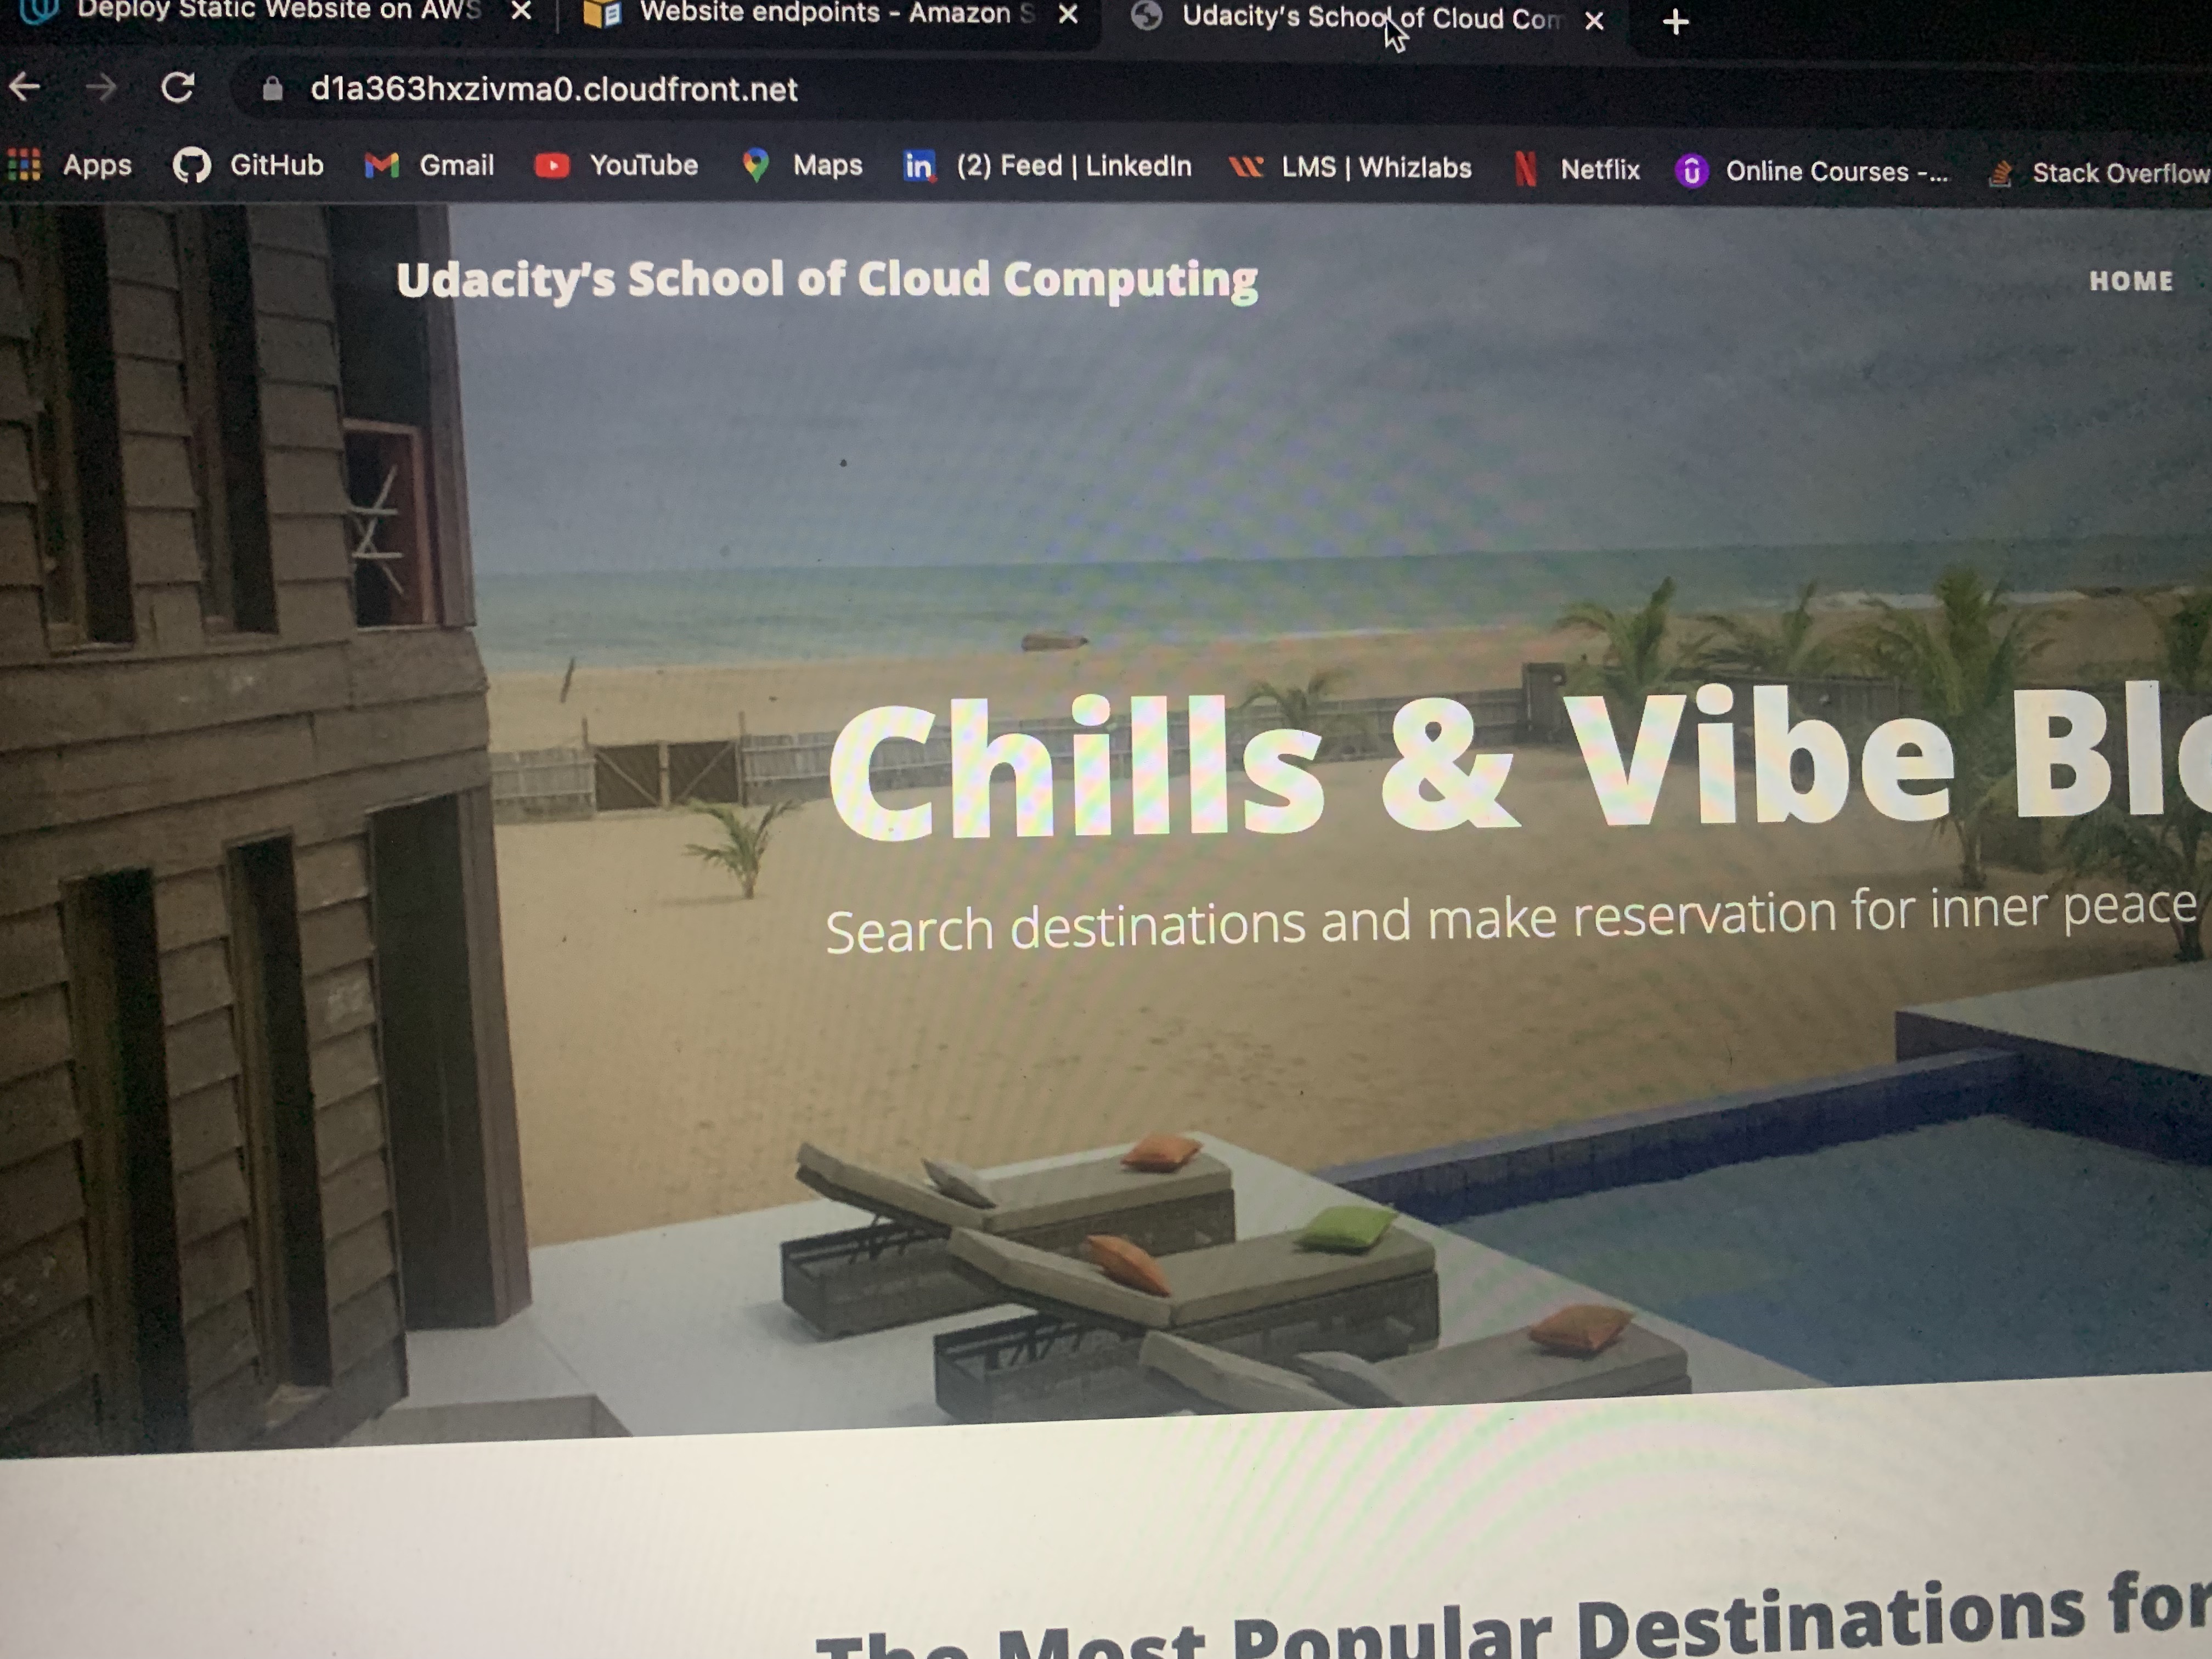 Deploy Static Website on AWS
Website endpoints - Amazon S
Udacity's School of Cloud Com
d1a363hxzivma0.cloudfront.net
Apps GitHub Gmail YouTube Maps (2) Feed | LinkedIn LMS | Whizlabs Netflix Online Courses -... Stack Overflow
Udacity's School of Cloud Computing
HOME
Chills & Vibe
Search destinations and make reservation for inner peace
The Most Popular Destinations for